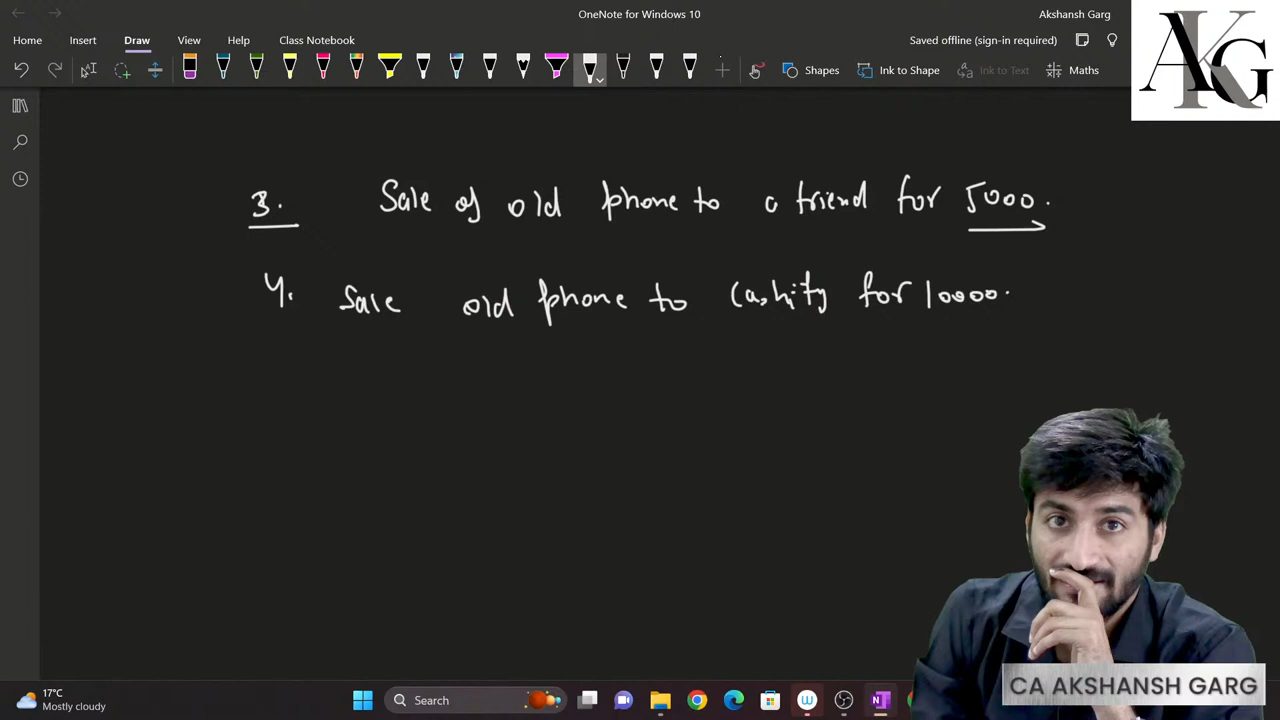 OneNote for Windows 10
Akshansh Garg
Home Insert Draw View Help Class Notebook
Saved offline (sign-in required)
Shapes Ink to Shape Ink to Text Maths
AKG
3. Sale of old phone to a friend for 5000.
4. Sale old phone to Cashify for 10000.
CA AKSHANSH GARG
17°C
Mostly cloudy
Search